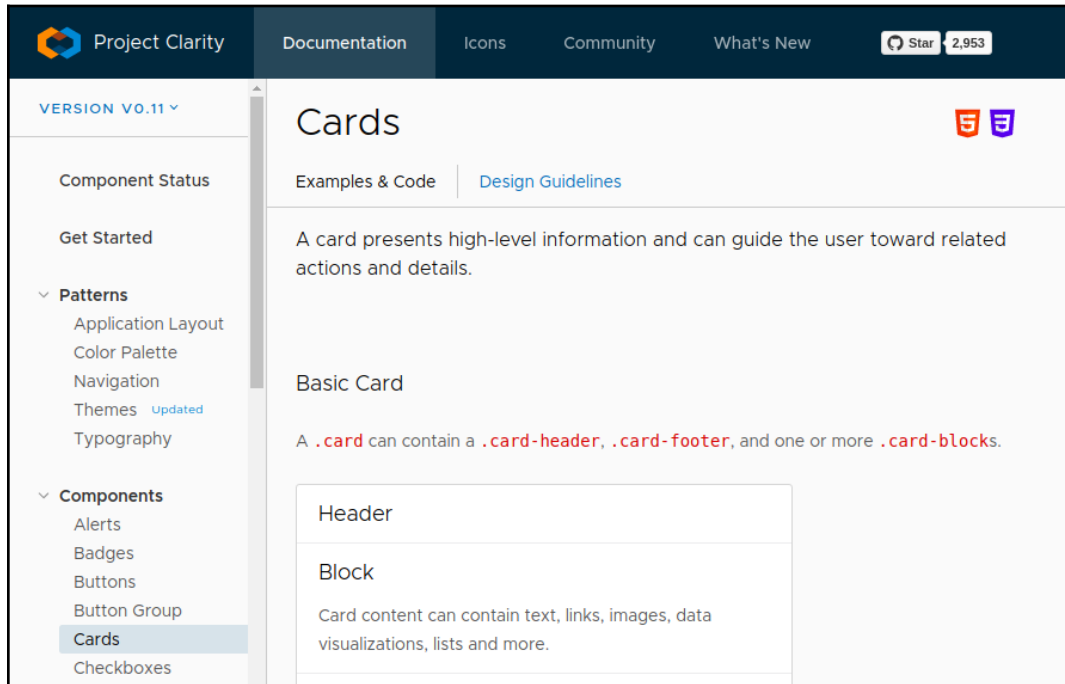 Project Clarity
Documentation
Icons
Community
What's New
Star
2,953
VERSION V0.11
Component Status
Get Started
Patterns
Application Layout
Color Palette
Navigation
Themes Updated
Typography
Components
Alerts
Badges
Buttons
Button Group
Cards
Checkboxes
Cards
Examples & Code
Design Guidelines
A card presents high-level information and can guide the user toward related
actions and details.
Basic Card
A .card can contain a .card-header, .card-footer, and one or more .card-blocks.
Header
Block
Card content can contain text, links, images, data
visualizations, lists and more.